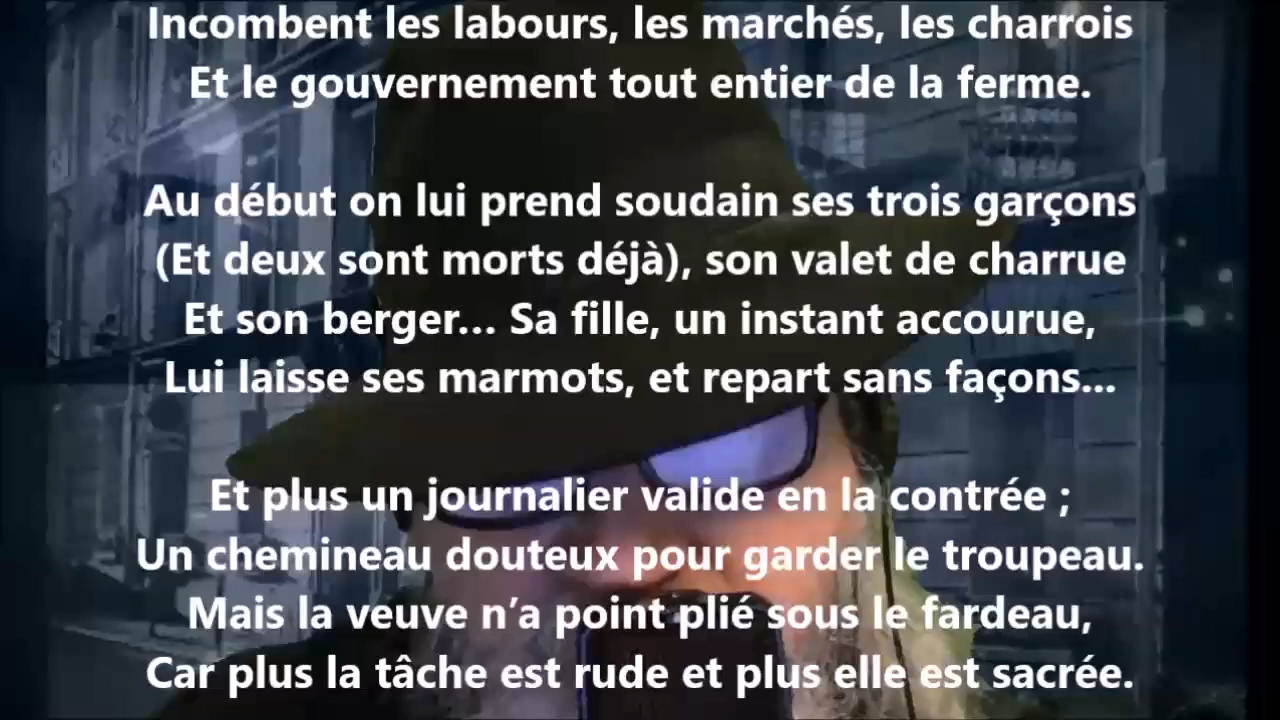 Incombent les labours, les marchés, les charrois
Et le gouvernement tout entier de la ferme.
Au début on lui prend soudain ses trois garçons
(Et deux sont morts déjà), son valet de charrue
Et son berger... Sa fille, un instant accourue,
Lui laisse ses marmots, et repart sans façons...
Et plus un journalier valide en la contrée ;
Un chemineau douteux pour garder le troupeau.
Mais la veuve n’a point plié sous le fardeau,
Car plus la tâche est rude et plus elle est sacrée.